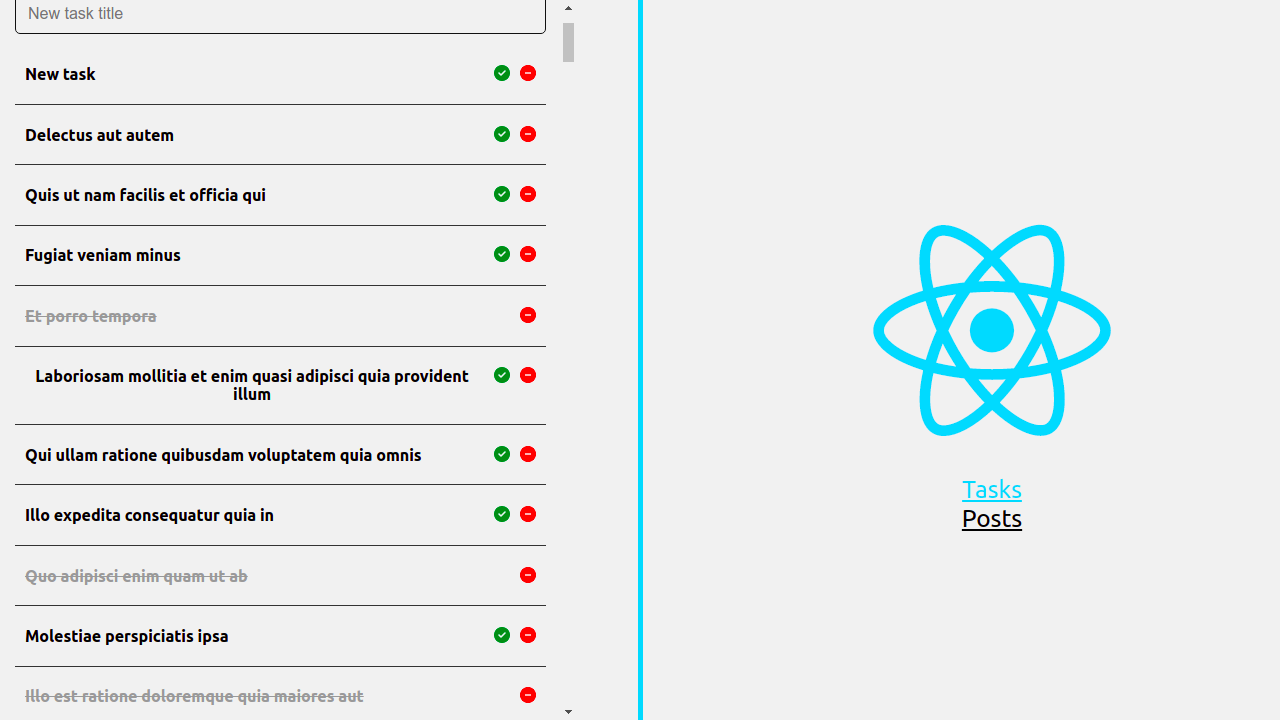 New task title
New task
Delectus aut autem
Quis ut nam facilis et officia qui
Fugiat veniam minus
Et porro tempora
Laboriosam mollitia et enim quasi adipisci quia provident
illum
Qui ullam ratione quibusdam voluptatem quia omnis
Illo expedita consequatur quia in
Quo adipisci enim quam ut ab
Molestiae perspiciatis ipsa
Illo est ratione doloremque quia maiores aut
Tasks
Posts